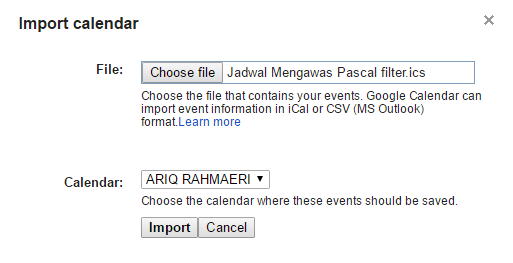 Import calendar
File: Choose file Jadwal Mengawas Pascal filter.ics
Choose the file that contains your events. Google Calendar can
import event information in iCal or CSV (MS Outlook)
format.Learn more
Calendar: ARIQ RAHMAERI
Choose the calendar where these events should be saved.
Import Cancel